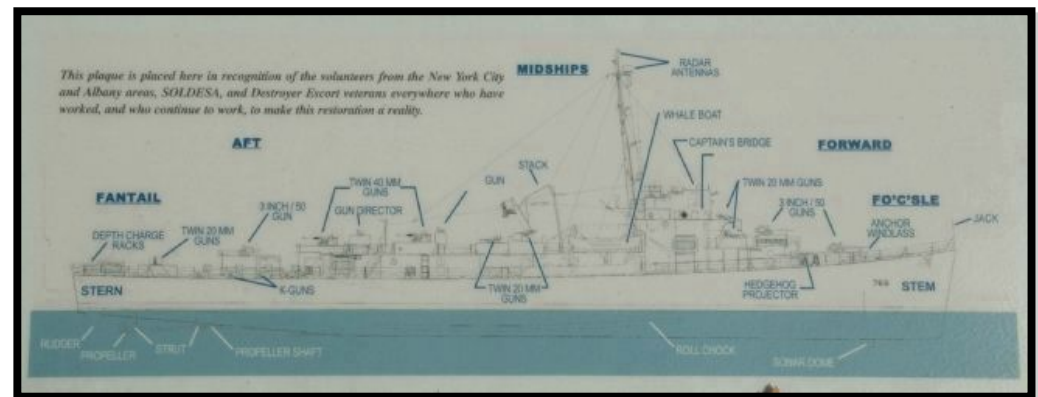 This plaque is placed here in recognition of the volunteers from the New York City
and Albany areas, SOLDESA, and Destroyer Escort veterans everywhere who have
worked, and who continue to work, to make this restoration a reality.
MIDSHIPS
RADAR
ANTENNAS
WHALE BOAT
AFT
CAPTAIN'S BRIDGE
FORWARD
STACK
GUN
TWIN 40 MM
GUNS
TWIN 20 MM GUNS
FANTAIL
3 INCH / 50
GUN
GUN DIRECTOR
3 INCH / 50
GUNS
FO'C'SLE
JACK
ANCHOR
WINDLASS
DEPTH CHARGE
RACKS
TWIN 20 MM
GUNS
STERN
K-GUNS
TWIN 20 MM
GUNS
HEDGEHOG
PROJECTOR
766
STEM
RUDDER
PROPELLER
STRUT
PROPELLER SHAFT
ROLL CHOCK
SONAR DOME